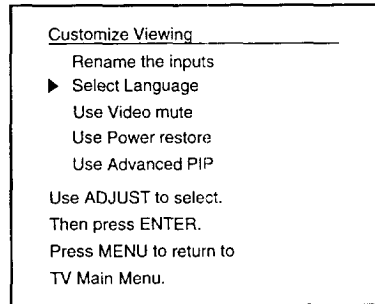 Customize Viewing
Rename the inputs
Select Language
Use Video mute
Use Power restore
Use Advanced PIP
Use ADJUST to select.
Then press ENTER.
Press MENU to return to
TV Main Menu.